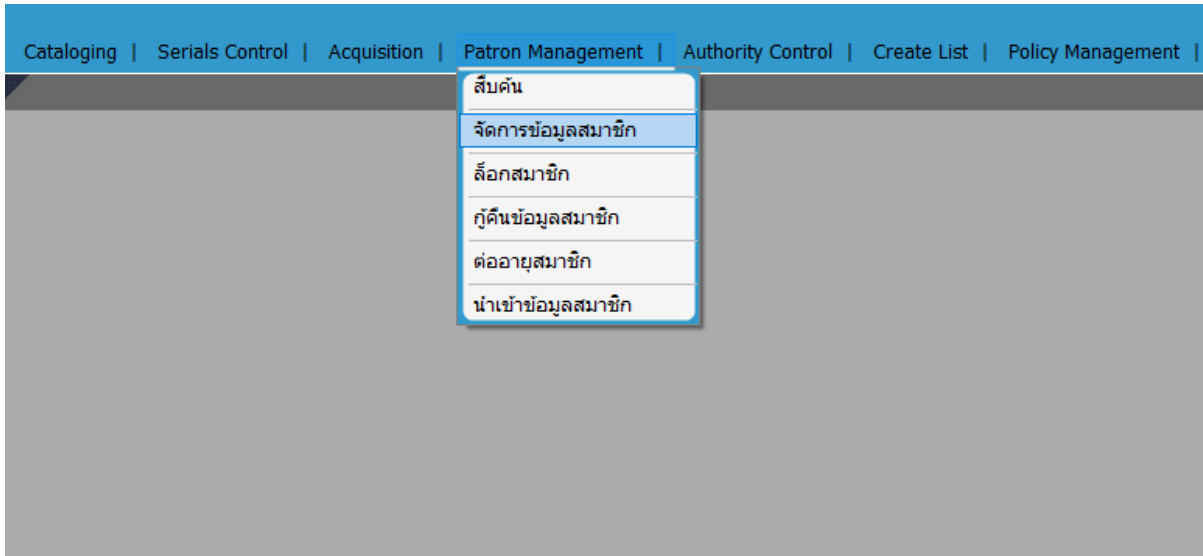 Cataloging | Serials Control | Acquisition | Patron Management | Authority Control | Create List | Policy Management |
สืบค้น
จัดการข้อมูลสมาชิก
ล็อกสมาชิก
กู้คืนข้อมูลสมาชิก
ต่ออายุสมาชิก
นำเข้าข้อมูลสมาชิก